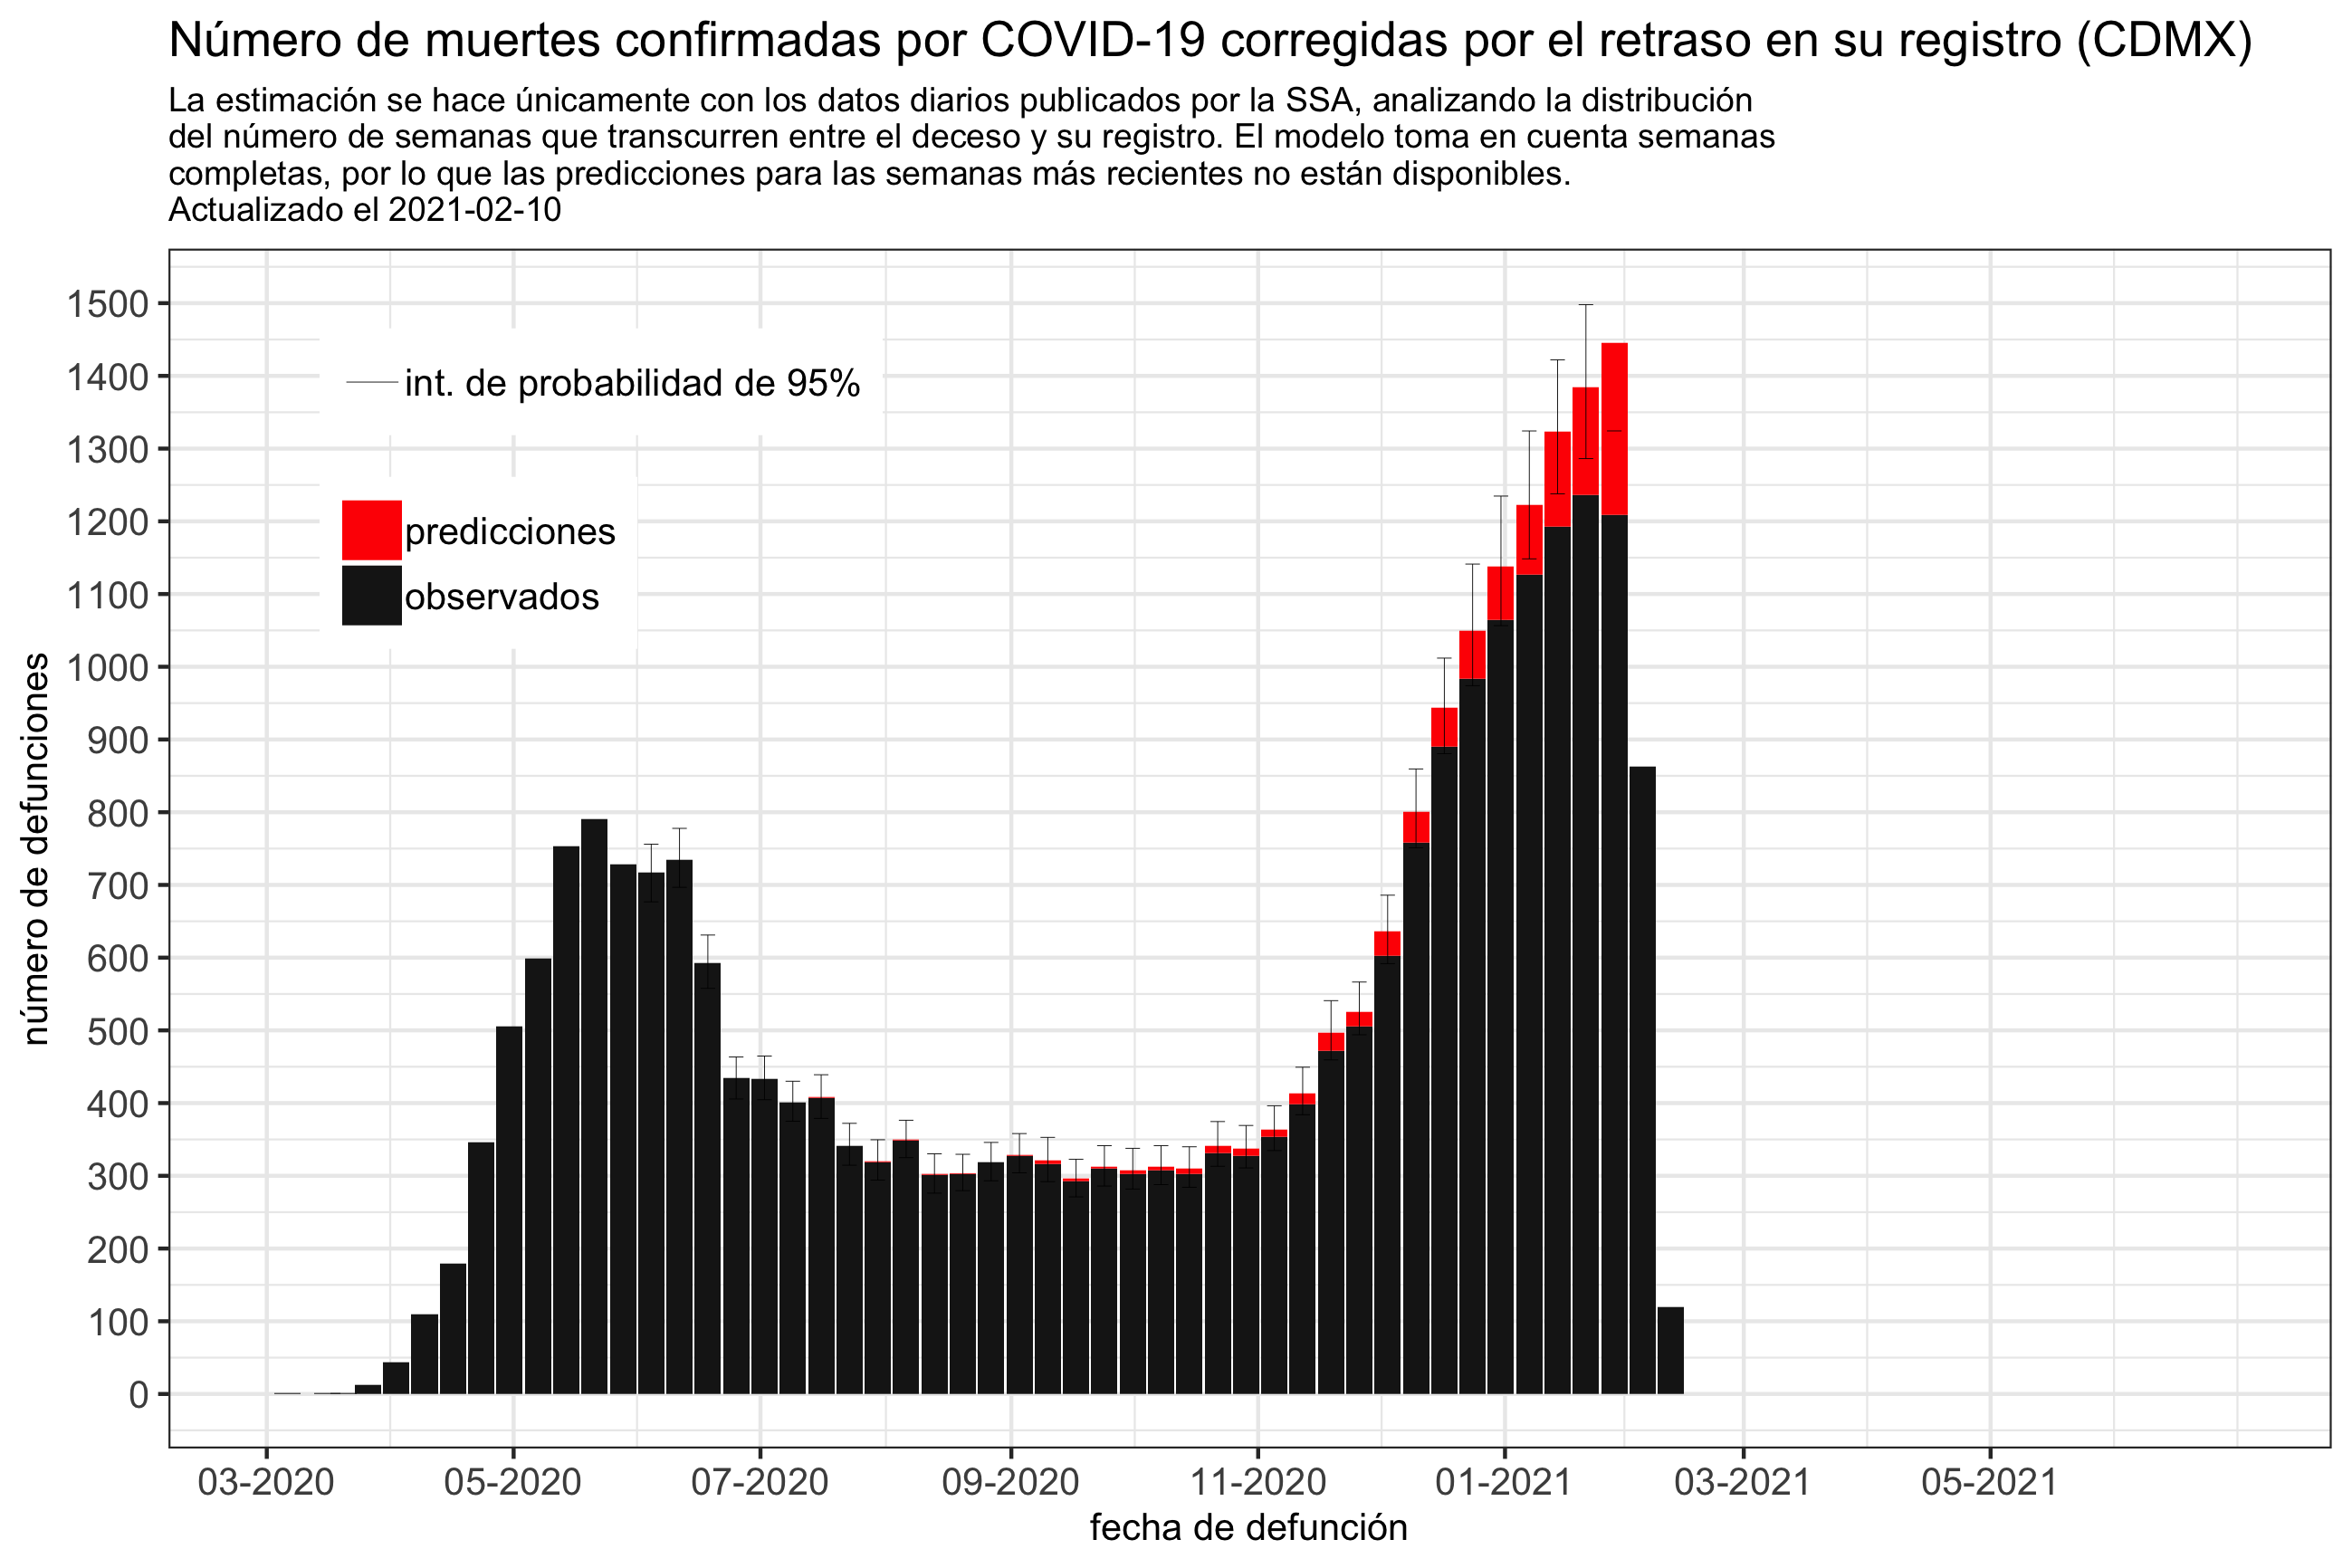 Número de muertes confirmadas por COVID-19 corregidas por el retraso en su registro (CDMX)
La estimación se hace únicamente con los datos diarios publicados por la SSA, analizando la distribución
del número de semanas que transcurren entre el deceso y su registro. El modelo toma en cuenta semanas
completas, por lo que las predicciones para las semanas más recientes no están disponibles.
Actualizado el 2021-02-10
número de defunciones
1500
1400
1300
1200
1100
1000
900
800
700
600
500
400
300
200
100
0
int. de probabilidad de 95%
predicciones
observados
03-2020 05-2020 07-2020 09-2020 11-2020 01-2021 03-2021 05-2021
fecha de defunción